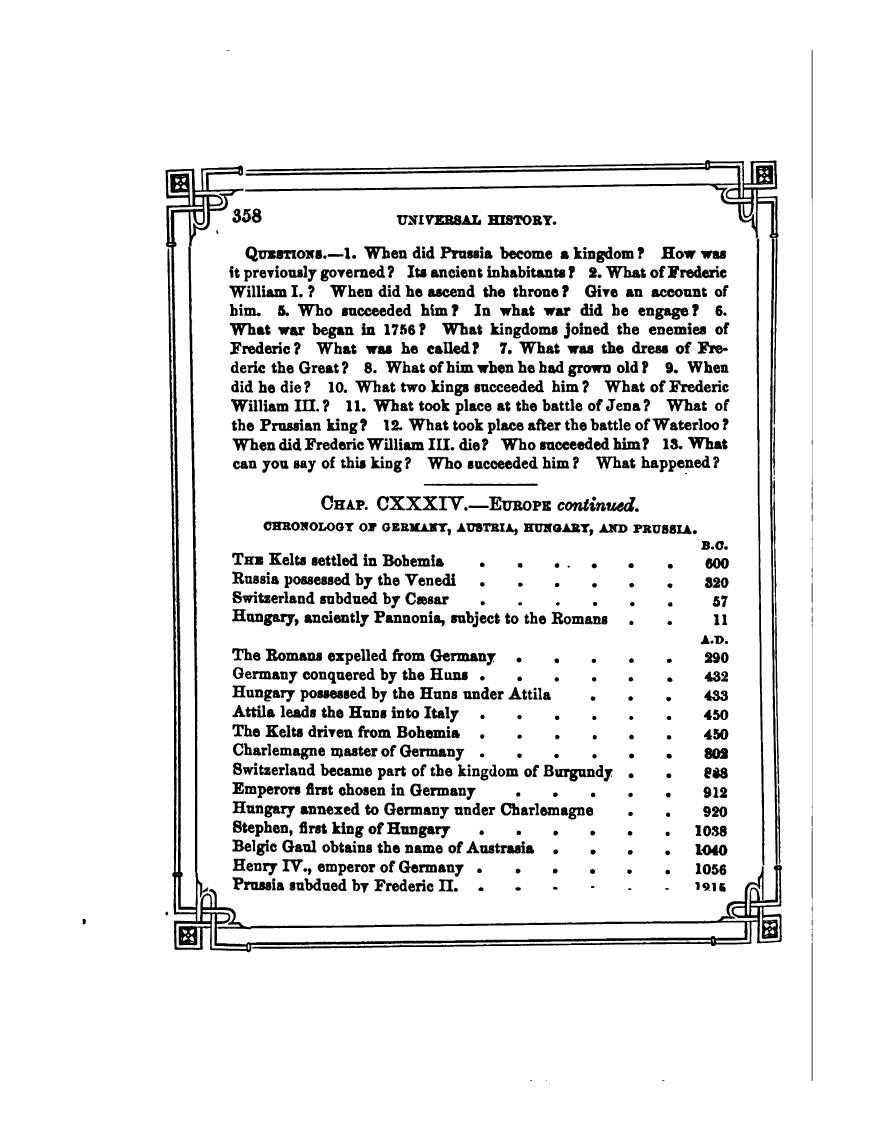 358
UNIVERSAL HISTORY.
QUESTIONS.—1. When did Prussia become a kingdom? How was
it previously governed? Its ancient inhabitants? 2. What of Frederic
William I.? When did he ascend the throne? Give an account of
him. 5. Who succeeded him? In what war did he engage? 6.
What war began in 1756? What kingdoms joined the enemies of
Frederic? What was he called? 7. What was the dress of Fre-
deric the Great? 8. What of him when he had grown old? 9. When
did he die? 10. What two kings succeeded him? What of Frederic
William III.? 11. What took place at the battle of Jena? What of
the Prussian king? 12. What took place after the battle of Waterloo?
When did Frederic William III. die? Who succeeded him? 13. What
can you say of this king? Who succeeded him? What happened?
CHAP. CXXXIV.—EUROPE continued.
CHRONOLOGY OF GERMANY, AUSTRIA, HUNGARY, AND PRUSSIA.
B.C.
THE Kelts settled in Bohemia . . . . . . 600
Russia possessed by the Venedi . . . . . . 320
Switzerland subdued by Cæsar . . . . . . 57
Hungary, anciently Pannonia, subject to the Romans . . 11
A.D.
The Romans expelled from Germany . . . . . 290
Germany conquered by the Huns . . . . . . 432
Hungary possessed by the Huns under Attila . . . 433
Attila leads the Huns into Italy . . . . . . 450
The Kelts driven from Bohemia . . . . . . 450
Charlemagne master of Germany . . . . . . 802
Switzerland became part of the kingdom of Burgundy . .
Emperors first chosen in Germany . . . . . 912
Hungary annexed to Germany under Charlemagne . . 920
Stephen, first king of Hungary . . . . . . 1038
Belgic Gaul obtains the name of Austrasia . . . . 1040
Henry IV., emperor of Germany . . . . . . 1056
Prussia subdued by Frederic II. . . . . . .